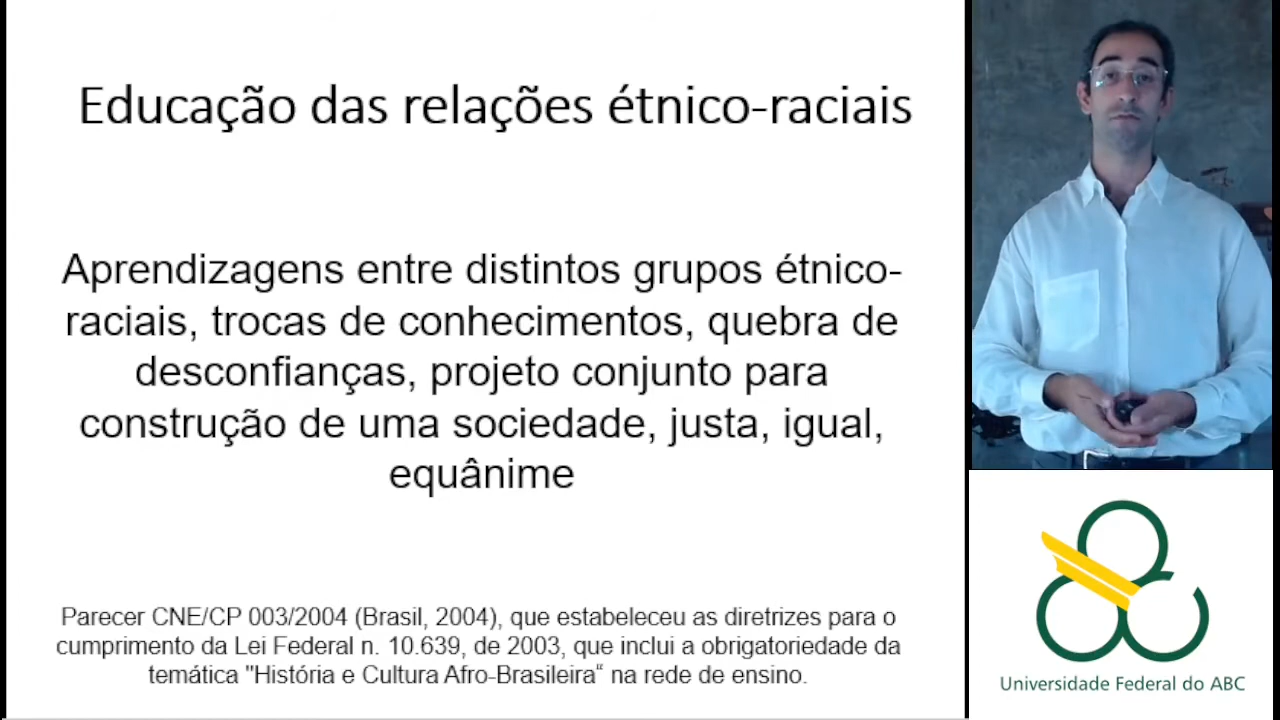 Educação das relações étnico-raciais
Aprendizagens entre distintos grupos étnico-
raciais, trocas de conhecimentos, quebra de
desconfianças, projeto conjunto para
construção de uma sociedade, justa, igual,
equânime
Parecer CNE/CP 003/2004 (Brasil, 2004), que estabeleceu as diretrizes para o
cumprimento da Lei Federal n. 10.639, de 2003, que inclui a obrigatoriedade da
temática "História e Cultura Afro-Brasileira“ na rede de ensino.
Universidade Federal do ABC